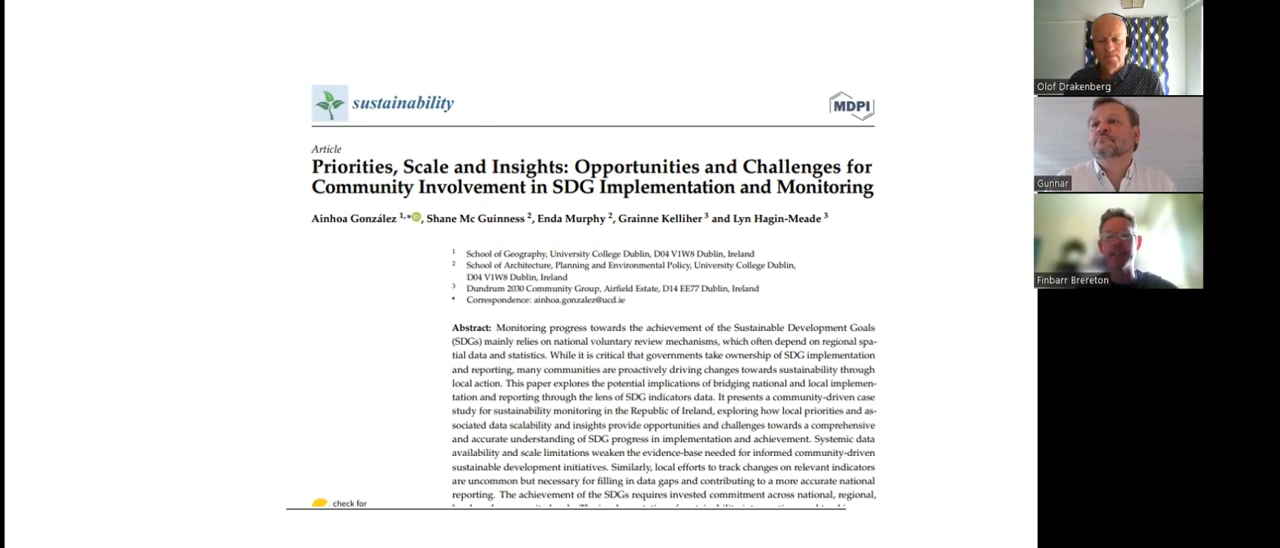 sustainability
MDPI
Article
Priorities, Scale and Insights: Opportunities and Challenges for
Community Involvement in SDG Implementation and Monitoring
Ainhoa González 1,*, Shane Mc Guinness 2, Enda Murphy 2, Grainne Kelliher 3 and Lyn Hagin-Meade 3
1 School of Geography, University College Dublin, D04 V1W8 Dublin, Ireland
2 School of Architecture, Planning and Environmental Policy, University College Dublin,
D04 V1W8 Dublin, Ireland
3 Dundrum 2030 Community Group, Airfield Estate, D14 EE77 Dublin, Ireland
* Correspondence: ainhoa.gonzalez@ucd.ie
Abstract: Monitoring progress towards the achievement of the Sustainable Development Goals
(SDGs) mainly relies on national voluntary review mechanisms, which often depend on regional spa-
tial data and statistics. While it is critical that governments take ownership of SDG implementation
and reporting, many communities are proactively driving changes towards sustainability through
local action. This paper explores the potential implications of bridging national and local implemen-
tation and reporting through the lens of SDG indicators data. It presents a community-driven case
study for sustainability monitoring in the Republic of Ireland, exploring how local priorities and as-
sociated data scalability and insights provide opportunities and challenges towards a comprehensive
and accurate understanding of SDG progress in implementation and achievement. Systemic data
availability and scale limitations weaken the evidence-base needed for informed community-driven
sustainable development initiatives. Similarly, local efforts to track changes on relevant indicators
are uncommon but necessary for filling in data gaps and contributing to a more accurate national
reporting. The achievement of the SDGs requires invested commitment across national, regional,
check for
Olof Drakenberg
Gunnar
Finbarr Brereton